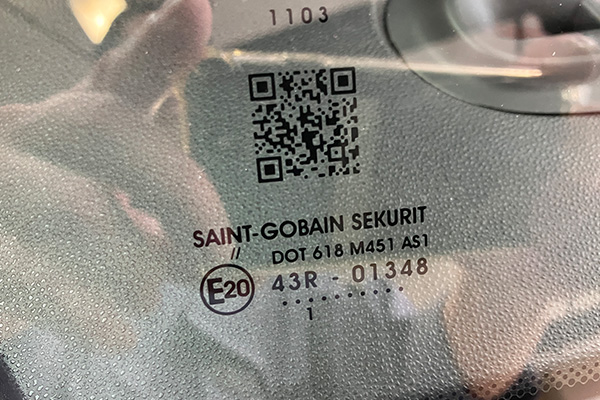 1103
SAINT-GOBAIN SEKURIT
// DOT 618 M451 AS1
E20 43R - 01348
..........
1